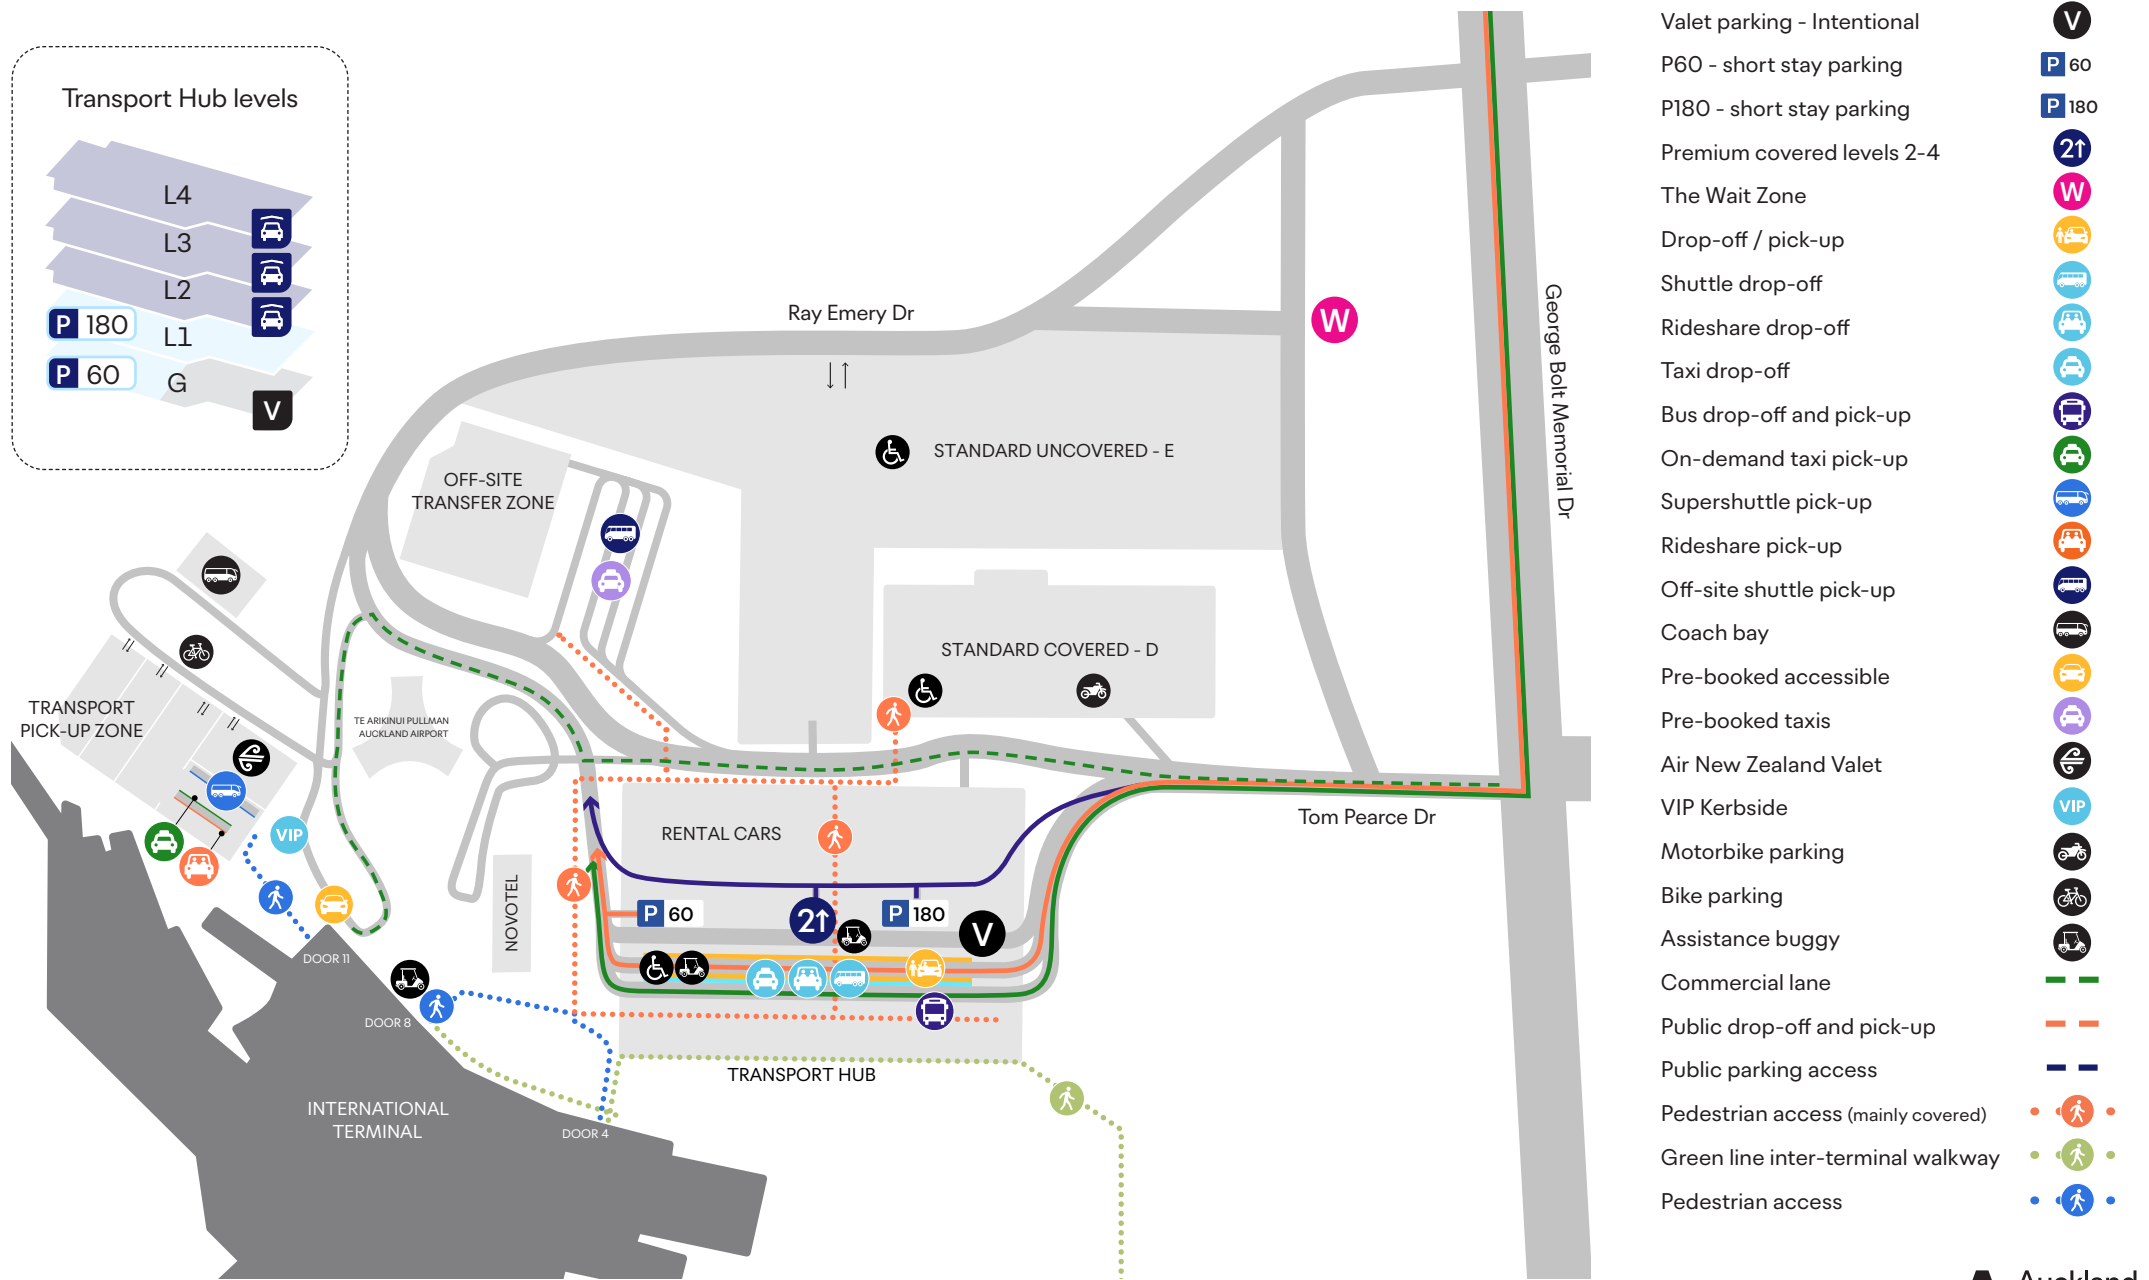 Transport Hub levels
L4
L3
L2
P 180
L1
P 60
G
V
Ray Emery Dr
W
George Bolt Memorial Dr
STANDARD UNCOVERED - E
OFF-SITE
TRANSFER ZONE
STANDARD COVERED - D
TRANSPORT
PICK-UP ZONE
TE ARIKINUI PULLMAN
AUCKLAND AIRPORT
VIP
RENTAL CARS
Tom Pearce Dr
NOVOTEL
P 60
2↑
P 180
V
DOOR 11
DOOR 8
TRANSPORT HUB
INTERNATIONAL
TERMINAL
DOOR 4
Valet parking - Intentional V
P60 - short stay parking P 60
P180 - short stay parking P 180
Premium covered levels 2-4 2↑
The Wait Zone W
Drop-off / pick-up
Shuttle drop-off
Rideshare drop-off
Taxi drop-off
Bus drop-off and pick-up
On-demand taxi pick-up
Supershuttle pick-up
Rideshare pick-up
Off-site shuttle pick-up
Coach bay
Pre-booked accessible
Pre-booked taxis
Air New Zealand Valet
VIP Kerbside VIP
Motorbike parking
Bike parking
Assistance buggy
Commercial lane
Public drop-off and pick-up
Public parking access
Pedestrian access (mainly covered)
Green line inter-terminal walkway
Pedestrian access
Auckland